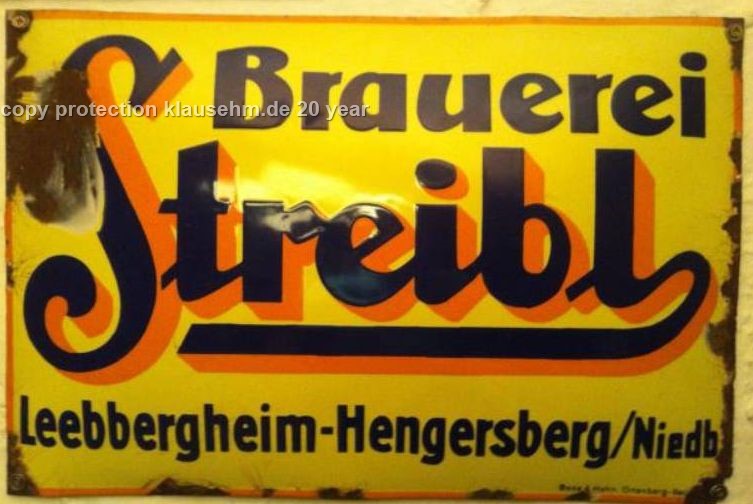 Brauerei
copy protection klausehm.de 20 year
Streibl
Leebbergheim-Hengersberg/Niedb